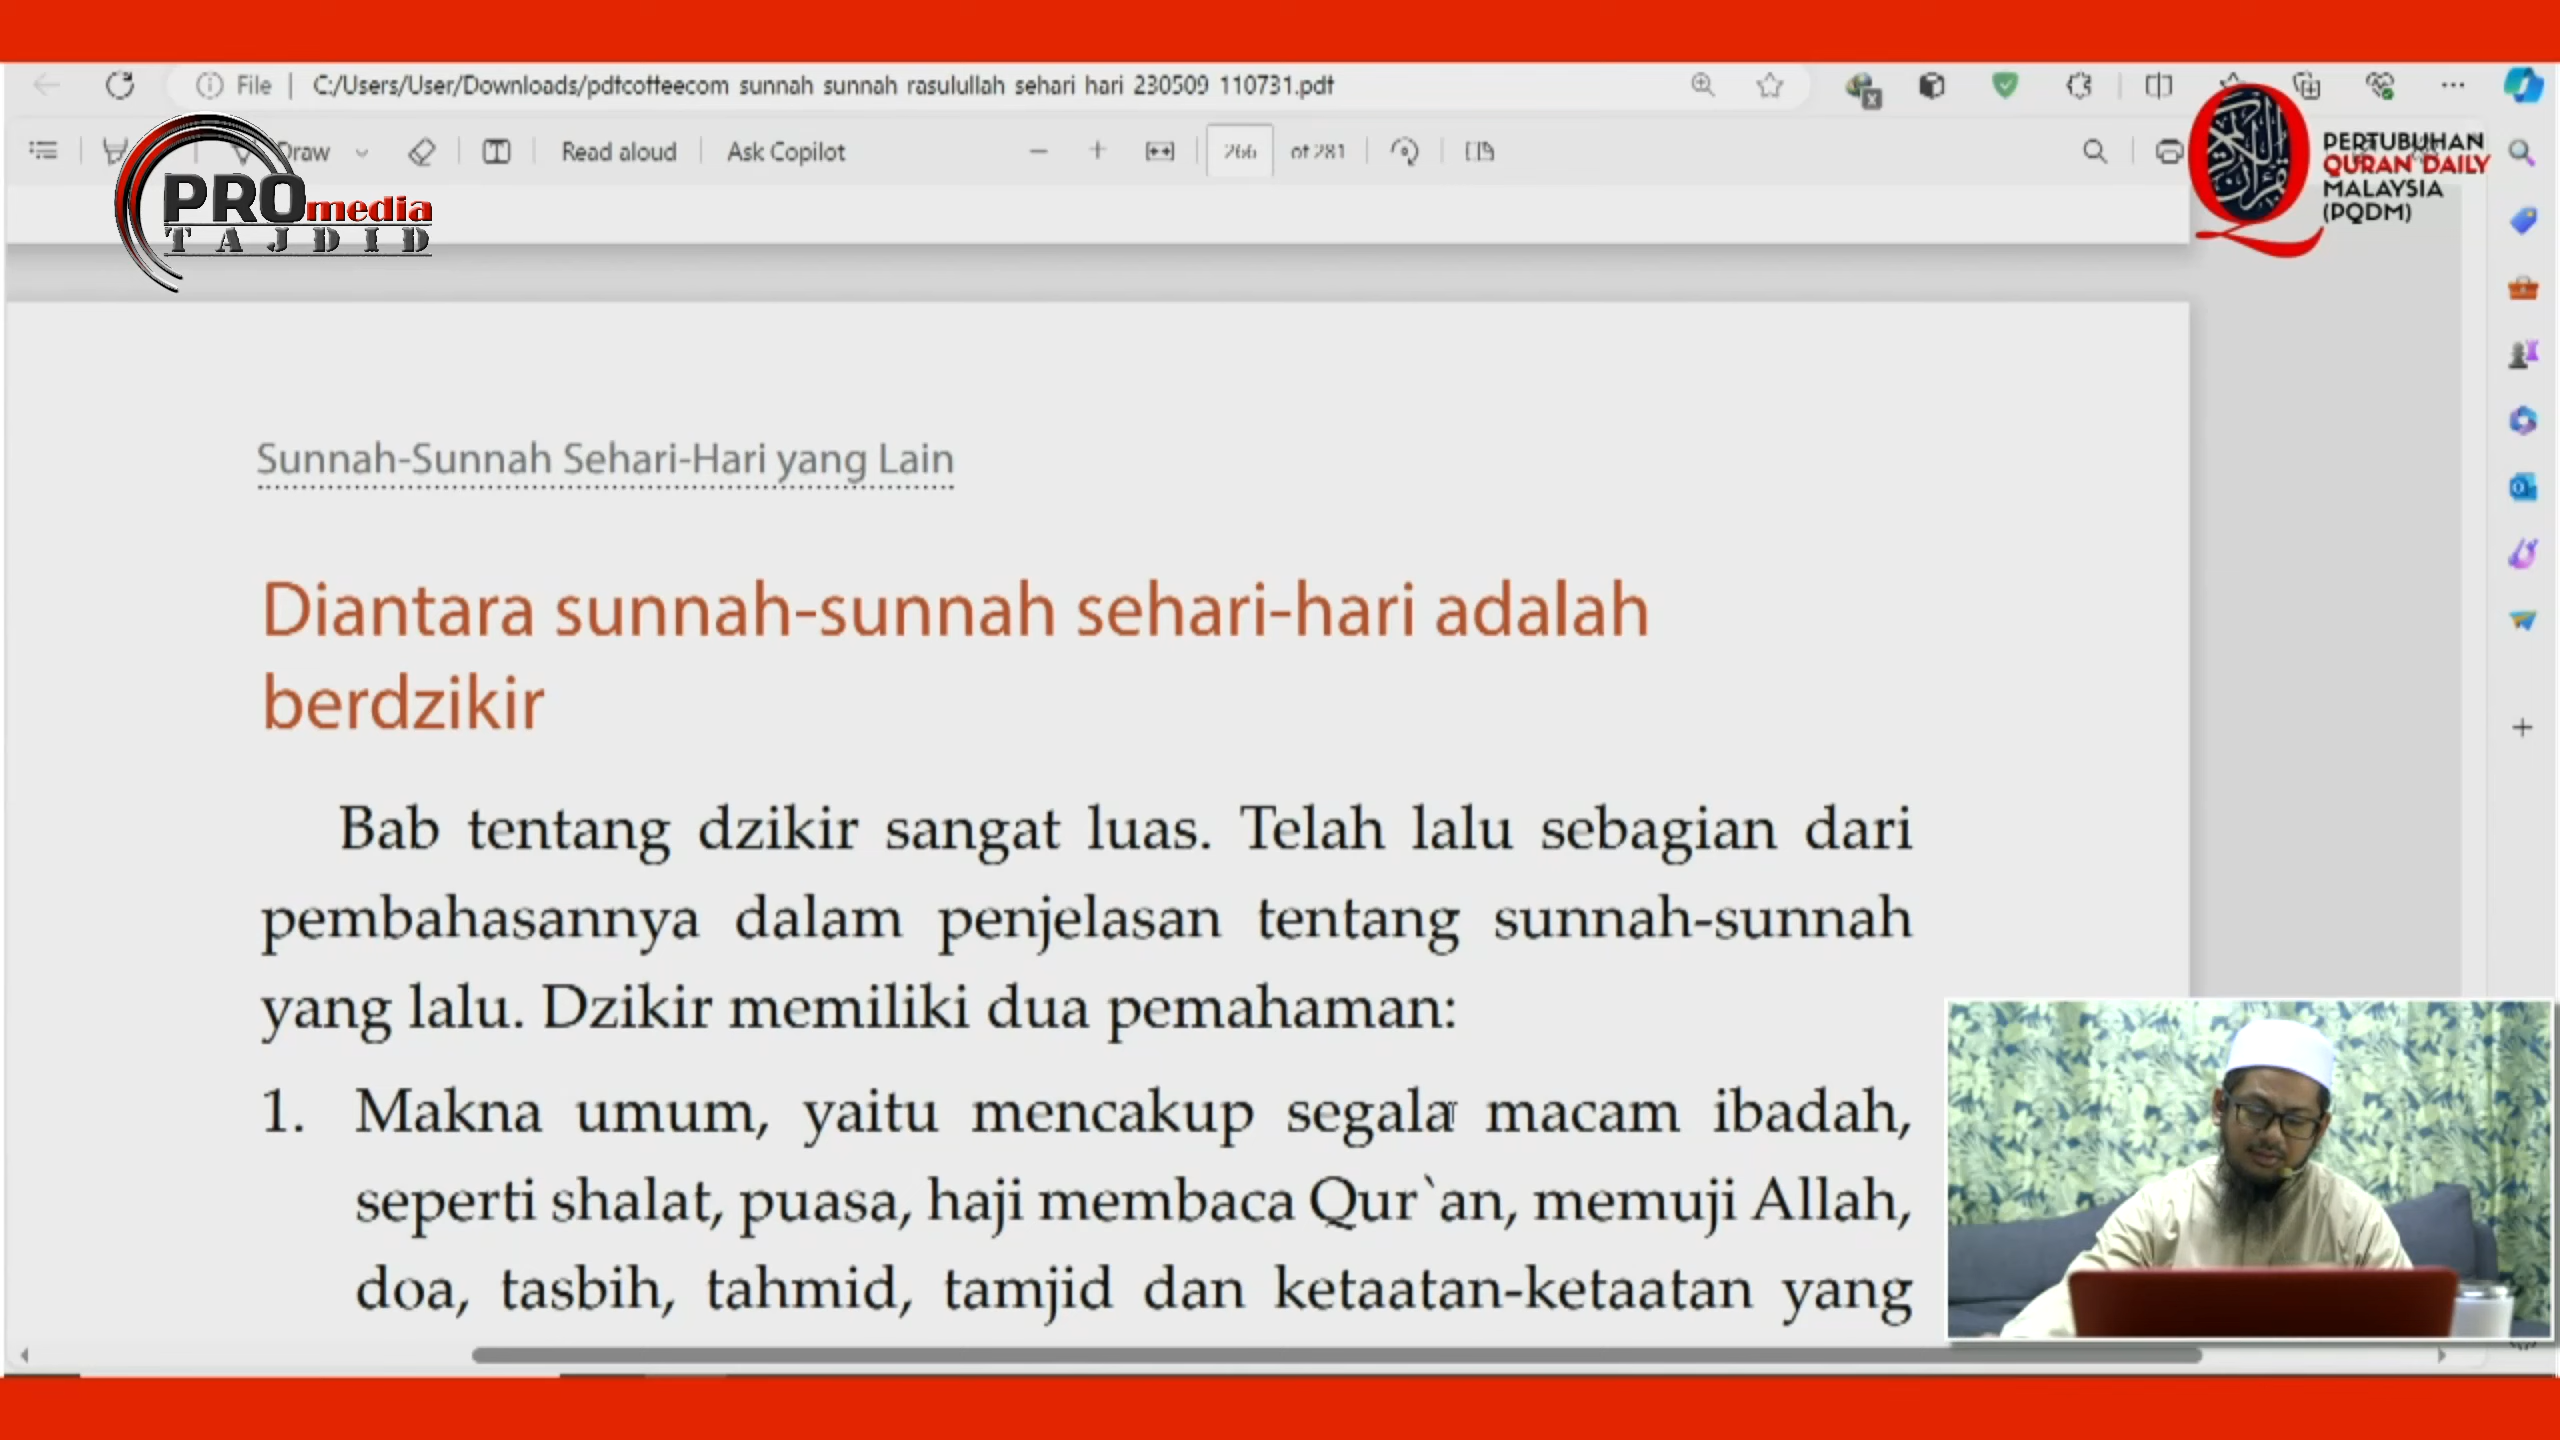 File | C:/Users/User/Downloads/pdfcoffeecom sunnah sunnah rasulullah sehari hari 230509 110731.pdf
Draw Read aloud Ask Copilot 266 of 281
PROmedia
TAJDID
PERTUBUHAN
QURAN DAILY
MALAYSIA
(PQDM)
Sunnah-Sunnah Sehari-Hari yang Lain
Diantara sunnah-sunnah sehari-hari adalah
berdzikir
Bab tentang dzikir sangat luas. Telah lalu sebagian dari
pembahasannya dalam penjelasan tentang sunnah-sunnah
yang lalu. Dzikir memiliki dua pemahaman:
1. Makna umum, yaitu mencakup segala macam ibadah,
seperti shalat, puasa, haji membaca Qur`an, memuji Allah,
doa, tasbih, tahmid, tamjid dan ketaatan-ketaatan yang